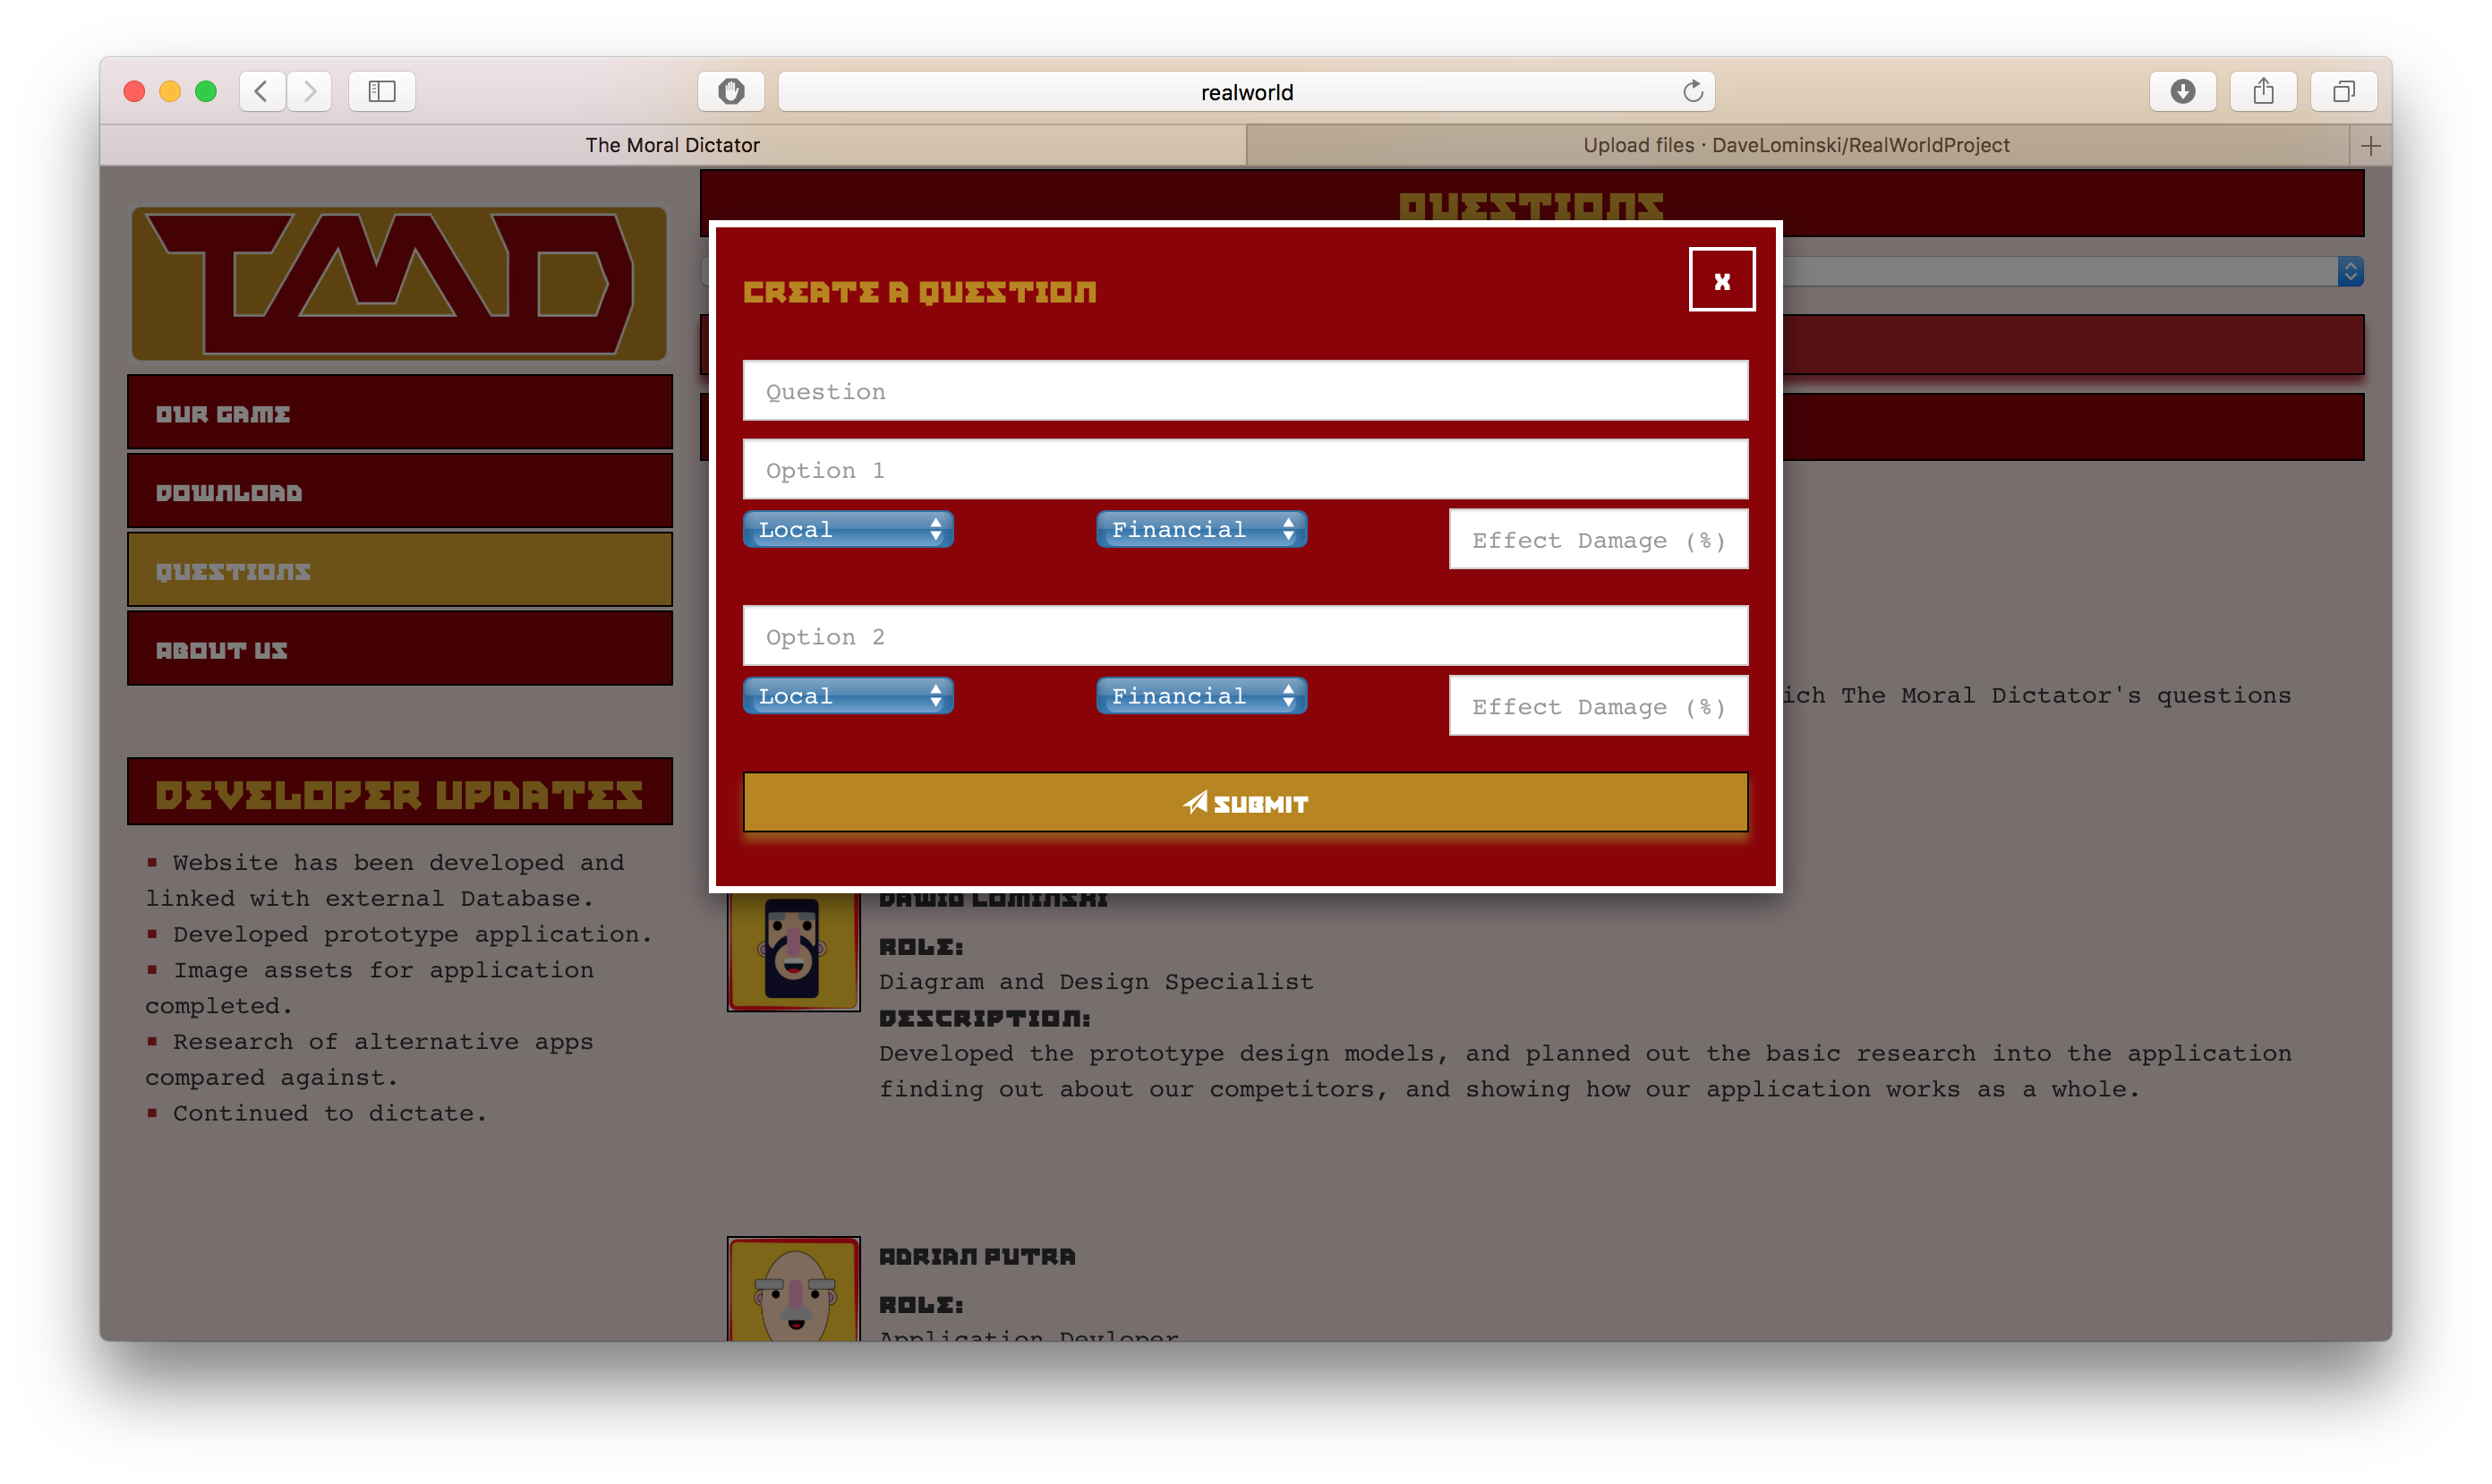 realworld
The Moral Dictator
Upload files · DaveLominski/RealWorldProject
TMD
OUR GAME
DOWNLOAD
QUESTIONS
ABOUT US
DEVELOPER UPDATES
▪ Website has been developed and
linked with external Database.
▪ Developed prototype application.
▪ Image assets for application
completed.
▪ Research of alternative apps
compared against.
▪ Continued to dictate.
QUESTIONS
CREATE A QUESTION
X
Question
Option 1
Local
Financial
Effect Damage (%)
Option 2
Local
Financial
Effect Damage (%)
SUBMIT
ich The Moral Dictator's questions
DAWID LOMINSKI
ROLE:
Diagram and Design Specialist
DESCRIPTION:
Developed the prototype design models, and planned out the basic research into the application
finding out about our competitors, and showing how our application works as a whole.
ADRIAN PUTRA
ROLE:
Application Devloper